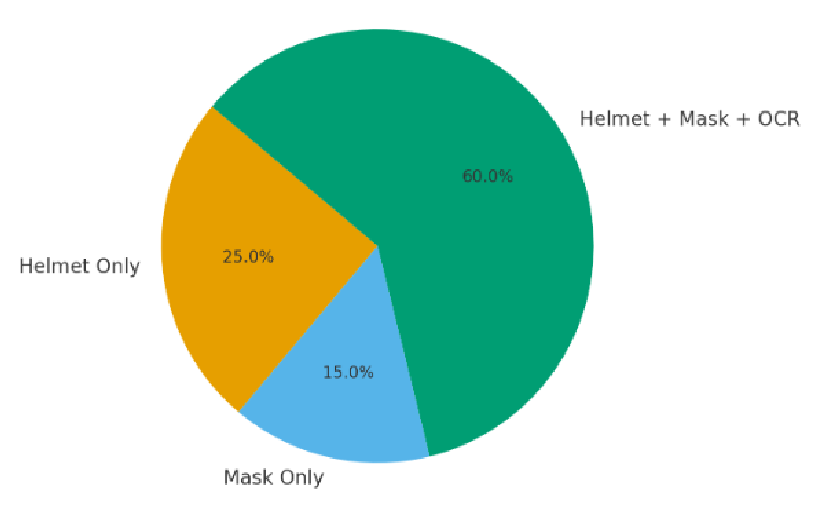 Helmet + Mask + OCR
60.0%
25.0%
Helmet Only
15.0%
Mask Only